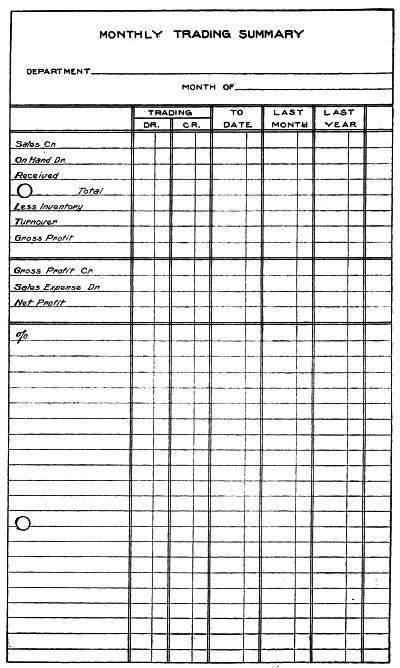 MONTHLY TRADING SUMMARY
DEPARTMENT
MONTH OF
TRADING TO LAST LAST
DR. CR. DATE MONTH YEAR
Sales Cr.
On Hand Dr.
Received
Total
Less Inventory
Turnover
Gross Profit
Gross Profit Cr
Sales Expense Dr
Net Profit
%